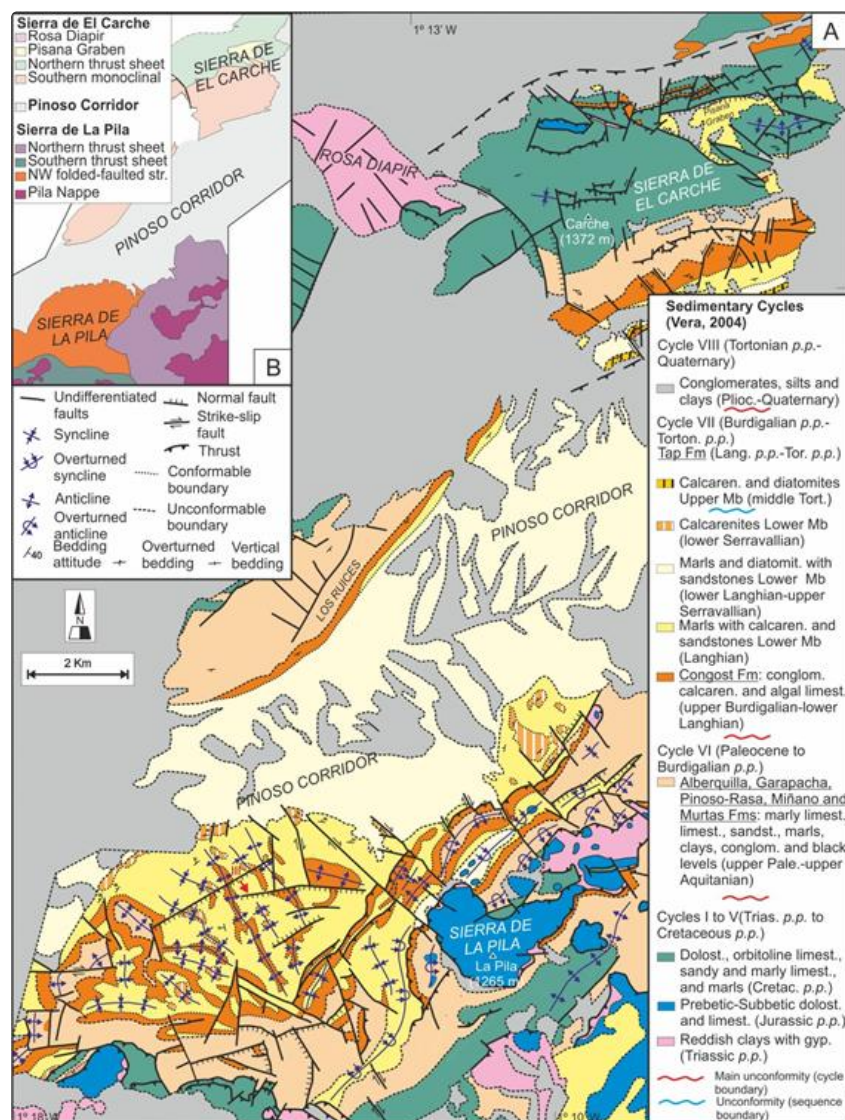 Sierra de El Carche
Rosa Diapir
Pisana Graben
Northern thrust sheet
Southern monoclinal
Pinoso Corridor
Sierra de La Pila
Northern thrust sheet
Southern thrust sheet
NW folded-faulted str.
Pila Nappe
SIERRA DE
EL CARCHE
PINOSO CORRIDOR
SIERRA DE
LA PILA
B
1° 13' W
A
Pisana
Graben
ROSA DIAPIR
SIERRA DE
EL CARCHE
Carche
(1372 m)
Undifferentiated
faults
Syncline
Overturned
syncline
Anticline
Overturned
anticline
40
Bedding
attitude
Normal fault
Strike-slip
fault
Thrust
Conformable
boundary
Unconformable
boundary
Overturned
bedding
Vertical
bedding
N
2 Km
LOS RUICES
PINOSO CORRIDOR
PINOSO CORRIDOR
SIERRA DE
LA PILA
La Pila
(1265 m)
1° 18' W
1° 10'
Sedimentary Cycles
(Vera, 2004)
Cycle VIII (Tortonian p.p.-
Quaternary)
Conglomerates, silts and
clays (Plioc.-Quaternary)
Cycle VII (Burdigalian p.p.-
Torton. p.p.)
Tap Fm (Lang. p.p.-Tor. p.p.)
Calcaren. and diatomites
Upper Mb (middle Tort.)
Calcarenites Lower Mb
(lower Serravallian)
Marls and diatomit. with
sandstones Lower Mb
(lower Langhian-upper
Serravallian)
Marls with calcaren. and
sandstones Lower Mb
(Langhian)
Congost Fm: conglom.
calcaren. and algal limest.
(upper Burdigalian-lower
Langhian)
Cycle VI (Paleocene to
Burdigalian p.p.)
Alberquilla, Garapacha,
Pinoso-Rasa, Miñano and
Murtas Fms: marly limest.
limest., sandst., marls,
clays, conglom. and black
levels (upper Pale.-upper
Aquitanian)
Cycles I to V(Trias. p.p. to
Cretaceous p.p.)
Dolost., orbitoline limest.,
sandy and marly limest.,
and marls (Cretac. p.p.)
Prebetic-Subbetic dolost.
and limest. (Jurassic p.p.)
Reddish clays with gyp.
(Triassic p.p.)
Main unconformity (cycle
boundary)
Unconformity (sequence
boundary)